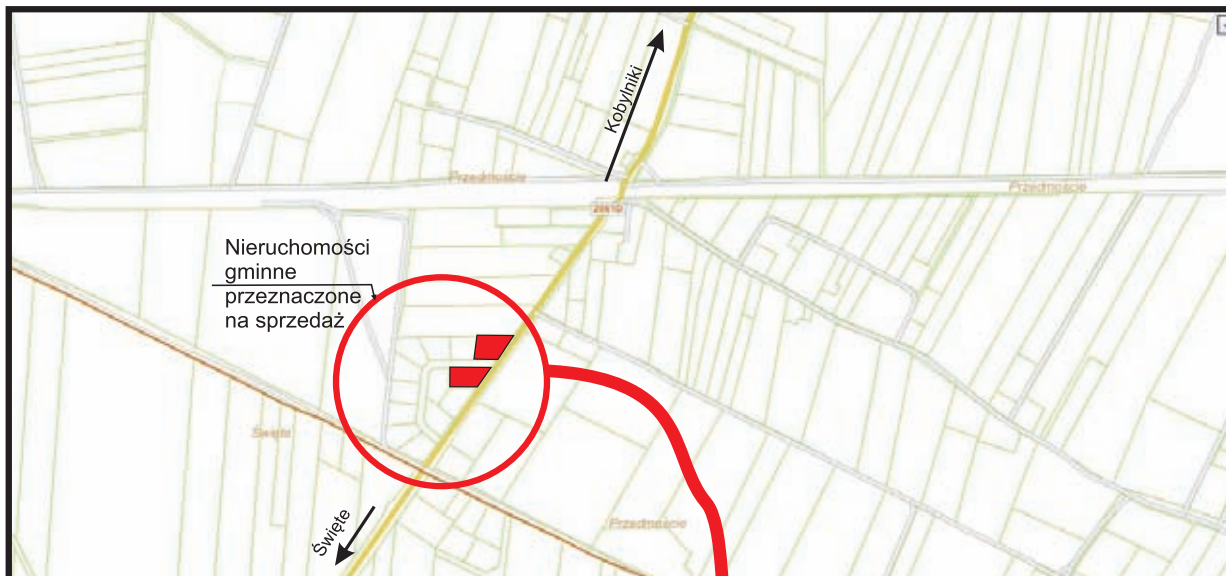 Kobylniki
Przedmoście
Przedmoście
Nieruchomości
gminne
przeznaczone
na sprzedaż
Święte
Przedmoście
Święte